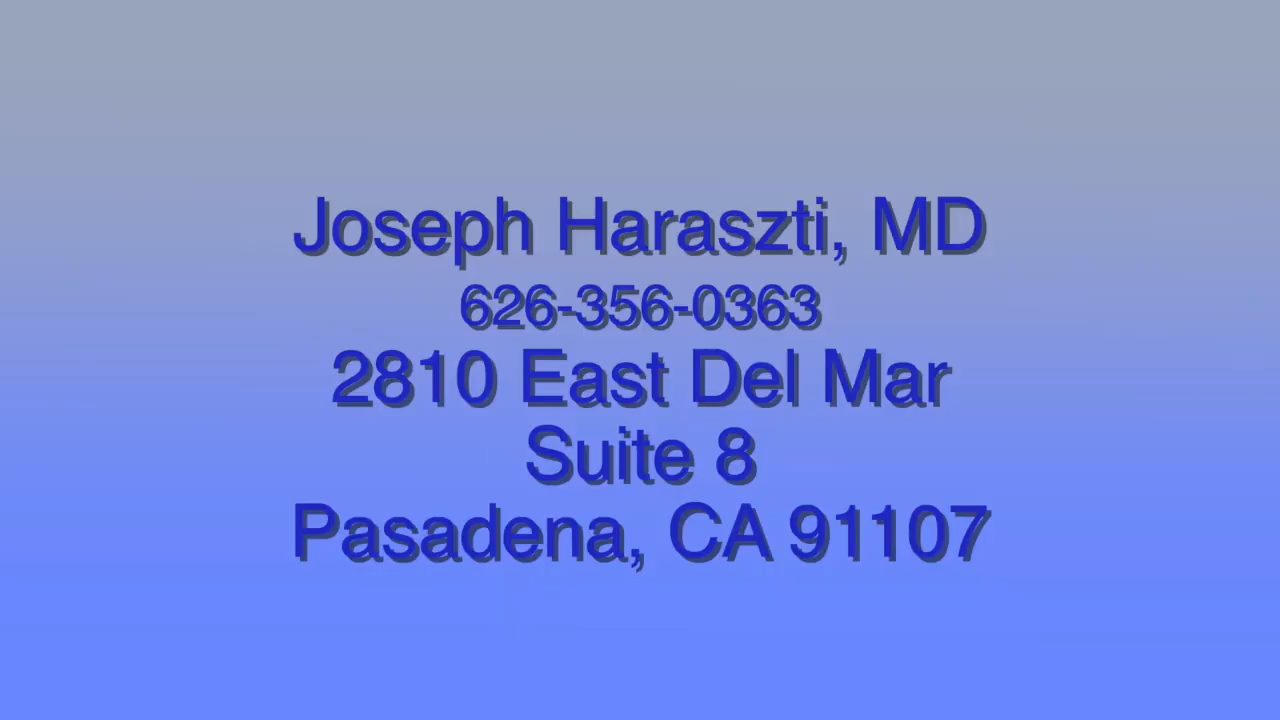 Joseph Haraszti, MD
626-356-0363
2810 East Del Mar
Suite 8
Pasadena, CA 91107